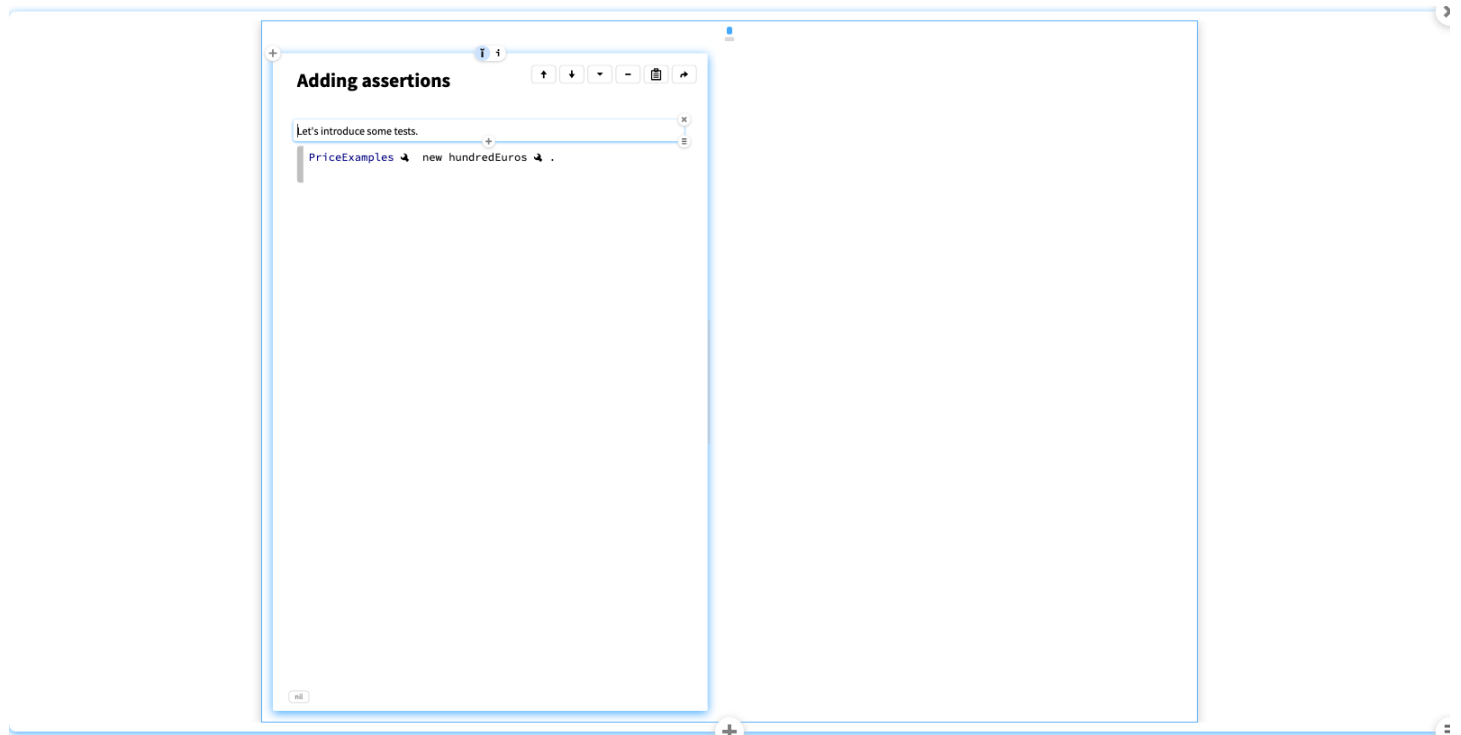 Adding assertions
Let's introduce some tests.
PriceExamples new hundredEuros .
nil